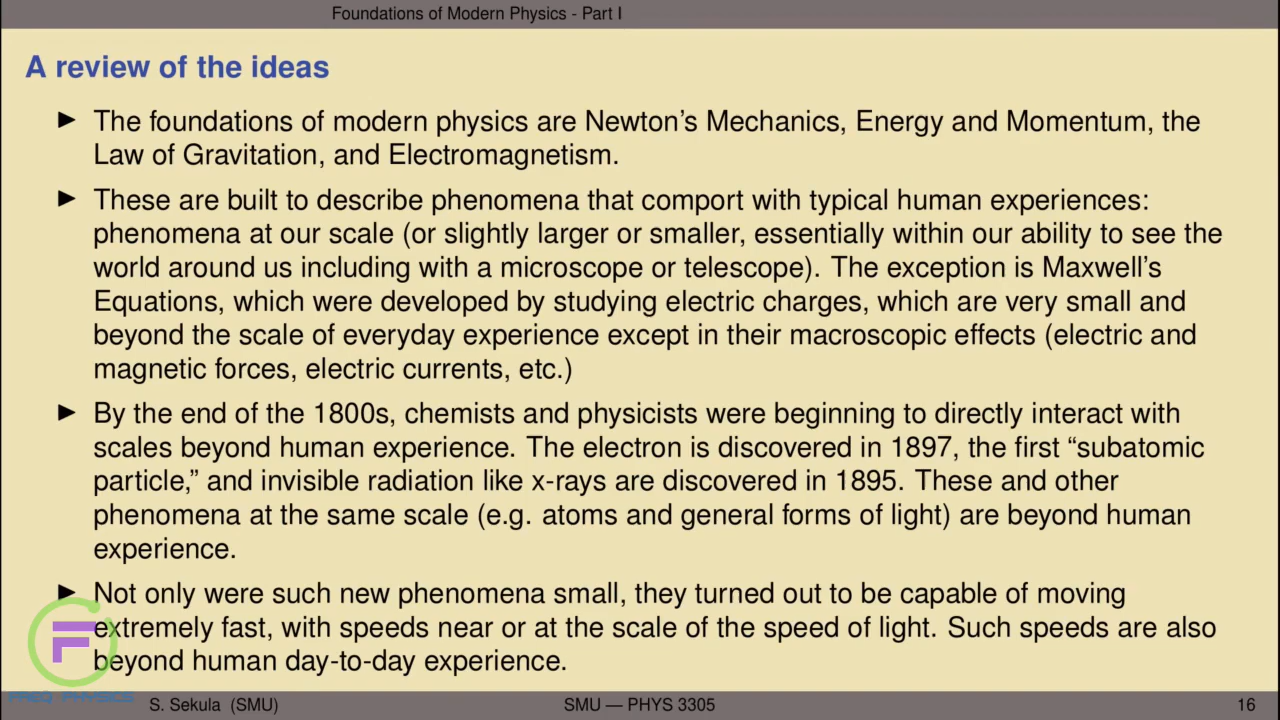 Foundations of Modern Physics - Part I
A review of the ideas
► The foundations of modern physics are Newton's Mechanics, Energy and Momentum, the
Law of Gravitation, and Electromagnetism.
► These are built to describe phenomena that comport with typical human experiences:
phenomena at our scale (or slightly larger or smaller, essentially within our ability to see the
world around us including with a microscope or telescope). The exception is Maxwell's
Equations, which were developed by studying electric charges, which are very small and
beyond the scale of everyday experience except in their macroscopic effects (electric and
magnetic forces, electric currents, etc.)
► By the end of the 1800s, chemists and physicists were beginning to directly interact with
scales beyond human experience. The electron is discovered in 1897, the first “subatomic
particle,” and invisible radiation like x-rays are discovered in 1895. These and other
phenomena at the same scale (e.g. atoms and general forms of light) are beyond human
experience.
► Not only were such new phenomena small, they turned out to be capable of moving
extremely fast, with speeds near or at the scale of the speed of light. Such speeds are also
beyond human day-to-day experience.
FREQ PHYSICS
S. Sekula (SMU)
SMU — PHYS 3305
16